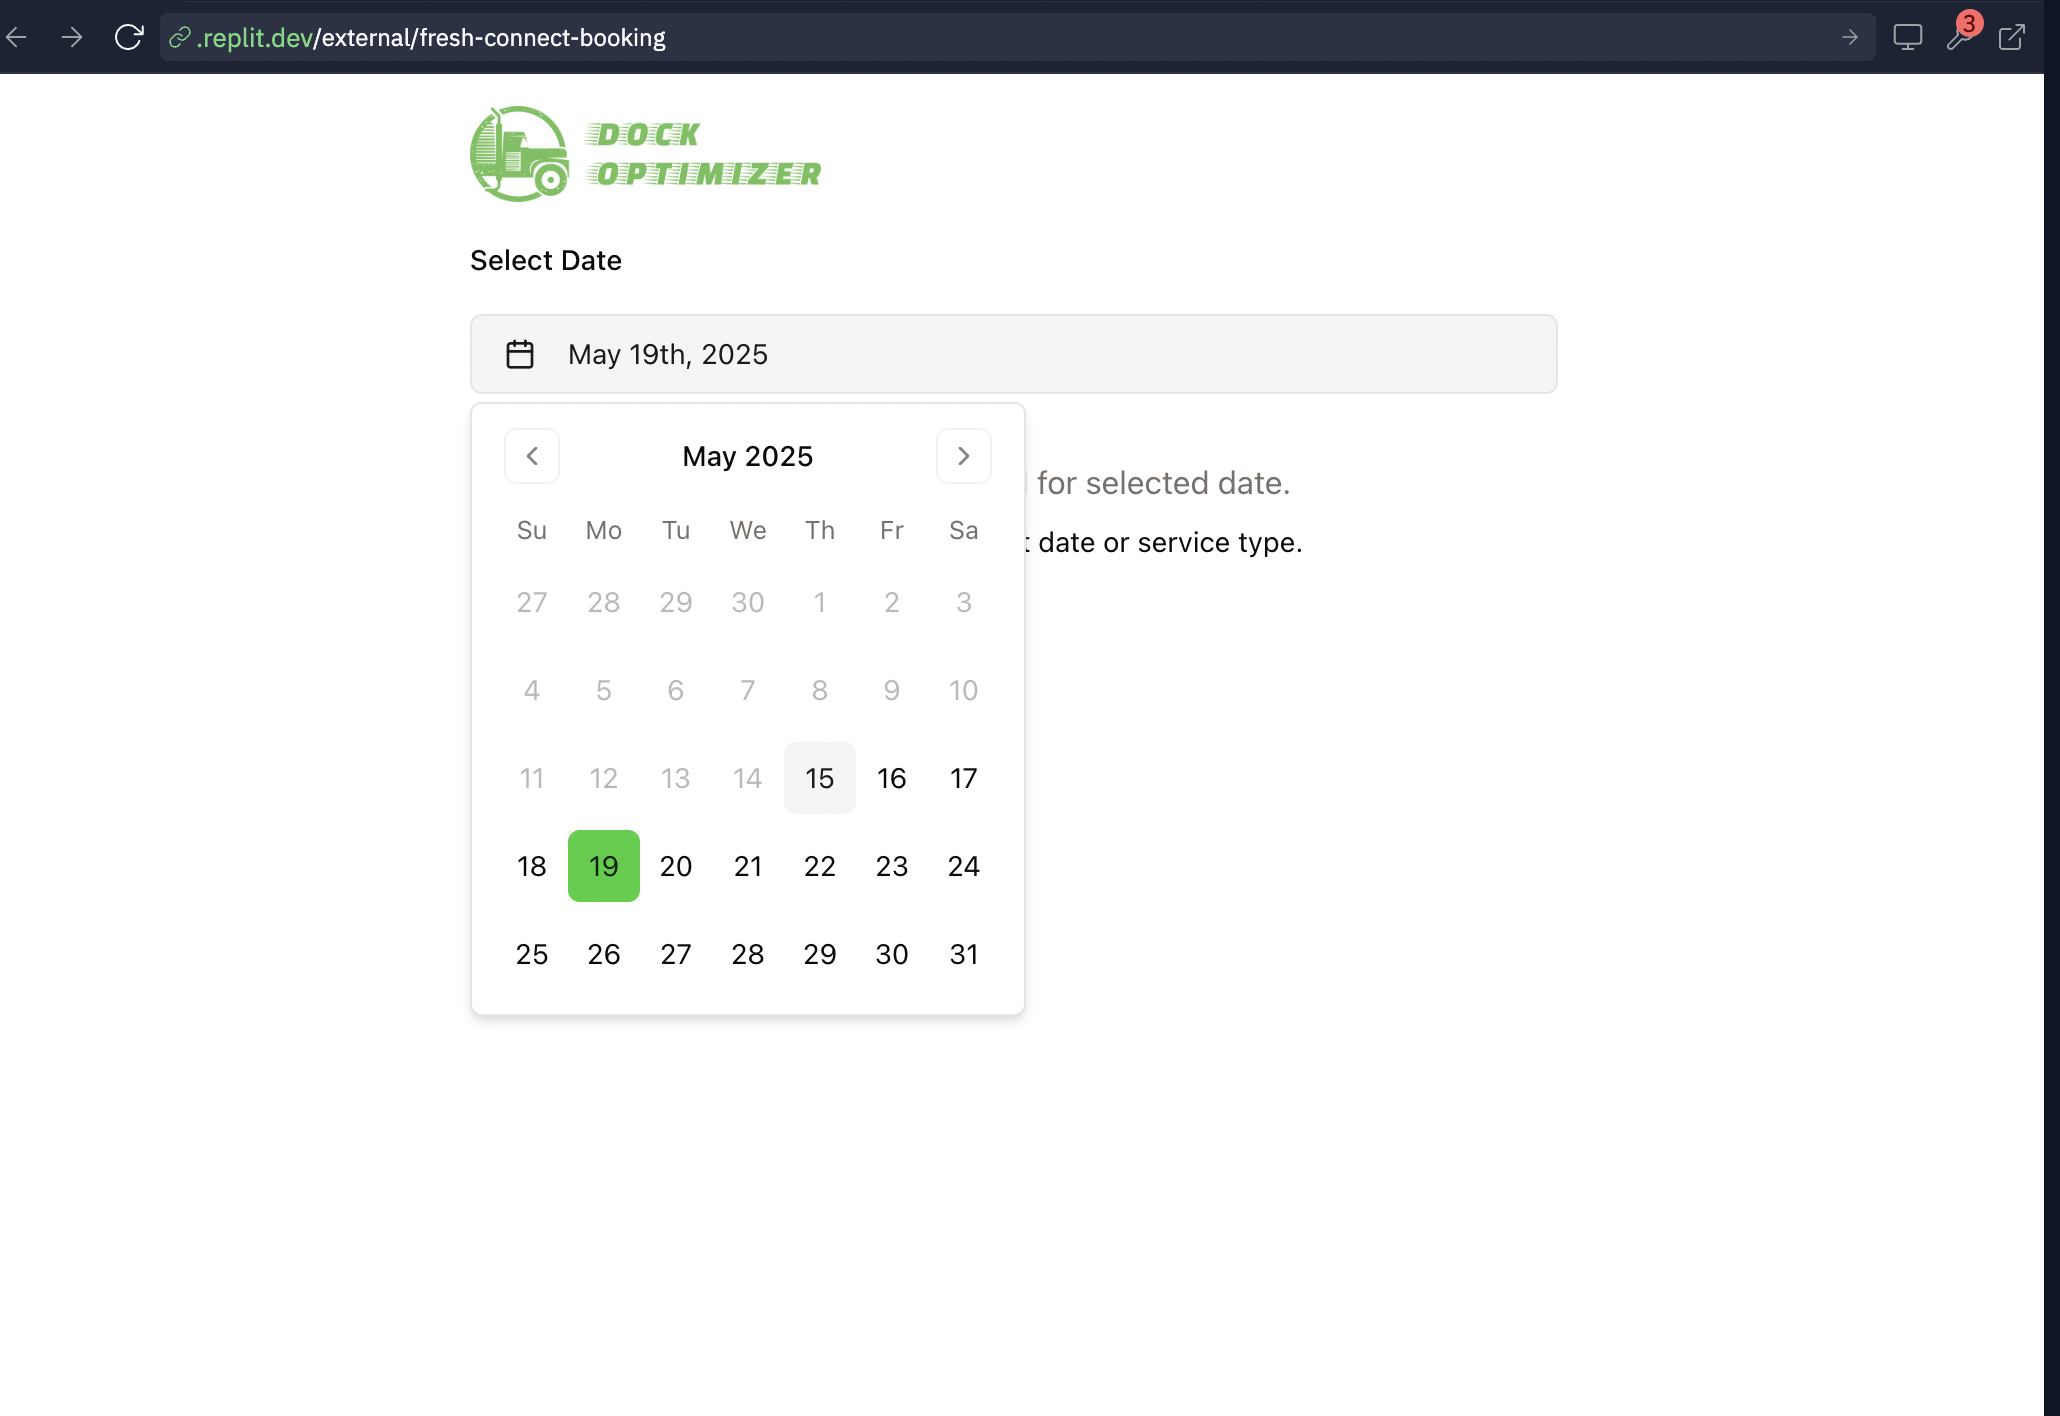 .replit.dev/external/fresh-connect-booking
3
DOCK
OPTIMIZER
Select Date
May 19th, 2025
May 2025
for selected date.
date or service type.
Su Mo Tu We Th Fr Sa
27 28 29 30 1 2 3
4 5 6 7 8 9 10
11 12 13 14 15 16 17
18 19 20 21 22 23 24
25 26 27 28 29 30 31